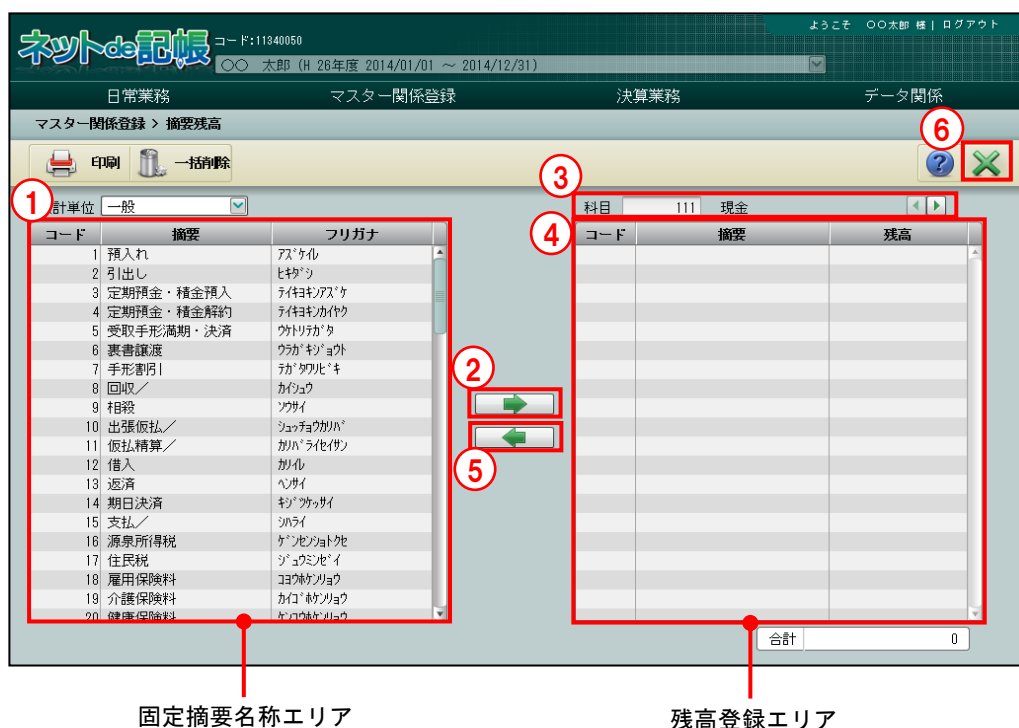 ようこそ ○○太郎 様 | ログアウト
ネットde記帳 コード:11340050
○○ 太郎 (H 26年度 2014/01/01 ～ 2014/12/31)
日常業務 マスター関係登録 決算業務 データ関係
マスター関係登録 > 摘要残高
⑥
印刷 一括削除 ?
① 計単位 一般
③ 科目 111 現金
コード 摘要 フリガナ
1 預入れ アズケイレ
2 引出し ヒキダシ
3 定期預金・積金預入 テイキヨキンアズケ
4 定期預金・積金解約 テイキヨキンカイヤク
5 受取手形満期・決済 ウケトリテガタ
6 裏書譲渡 ウラガキジョウト
7 手形割引 テガタワリビキ
8 回収／ カイシュウ
9 相殺 ソウサイ
10 出張仮払／ シュッチョウカリバ
11 仮払精算／ カリバライセイサン
12 借入 カリイレ
13 返済 ヘンサイ
14 期日決済 キジツケッサイ
15 支払／ シハライ
16 源泉所得税 ゲンセンショトクセ
17 住民税 ジュウミンゼイ
18 雇用保険料 コヨウホケンリョウ
19 介護保険料 カイゴホケンリョウ
20 健康保険料 ケンコウホケンリョウ
②
⑤
④ コード 摘要 残高
合計 0
固定摘要名称エリア
残高登録エリア